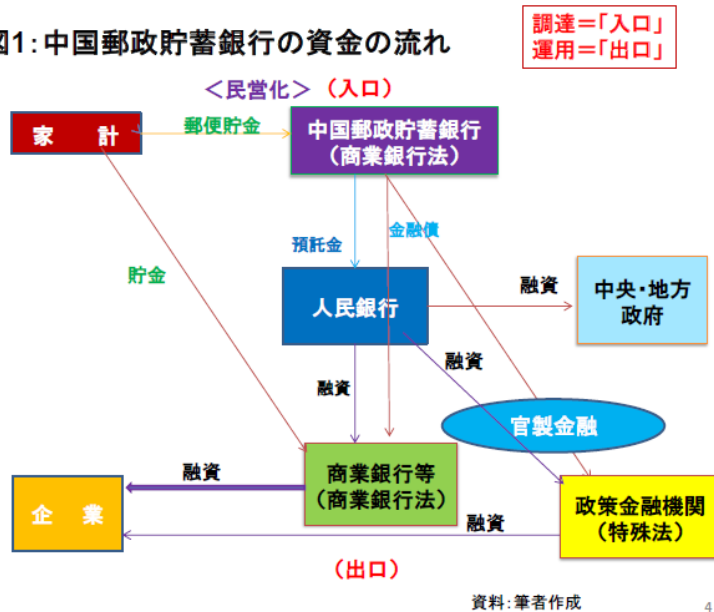 図1:中国郵政貯蓄銀行の資金の流れ
調達=「入口」
運用=「出口」
<民営化>(入口)
家 計
郵便貯金
中国郵政貯蓄銀行
(商業銀行法)
預託金
金融債
貯金
人民銀行
融資
中央・地方
政府
融資
融資
官製金融
融資
商業銀行等
(商業銀行法)
企 業
融資
政策金融機関
(特殊法)
(出口)
資料:筆者作成
4